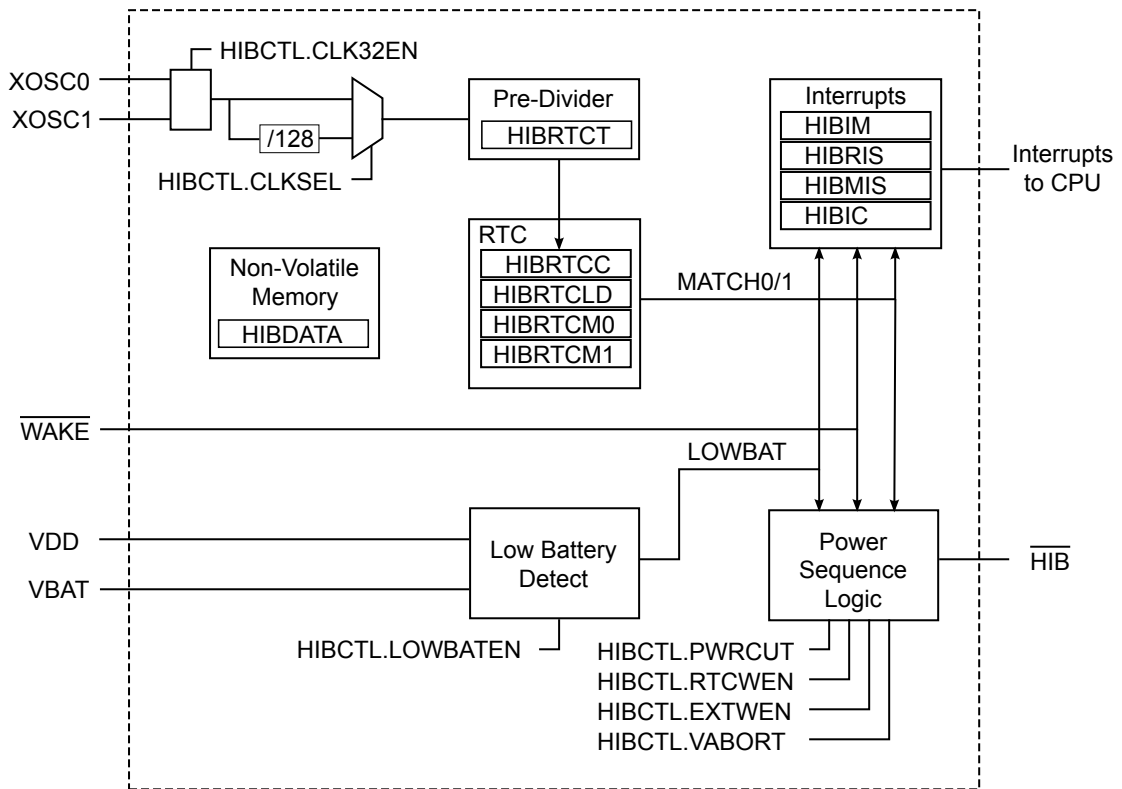 HIBCTL.CLK32EN
XOSC0
XOSC1
/128
HIBCTL.CLKSEL
Pre-Divider
HIBRTCT
Interrupts
HIBIM
HIBRIS
HIBMIS
HIBIC
Interrupts
to CPU
RTC
HIBRTCC
HIBRTCLD
HIBRTCM0
HIBRTCM1
MATCH0/1
Non-Volatile
Memory
HIBDATA
WAKE
LOWBAT
VDD
VBAT
Low Battery
Detect
HIBCTL.LOWBATEN
Power
Sequence
Logic
HIB
HIBCTL.PWRCUT
HIBCTL.RTCWEN
HIBCTL.EXTWEN
HIBCTL.VABORT